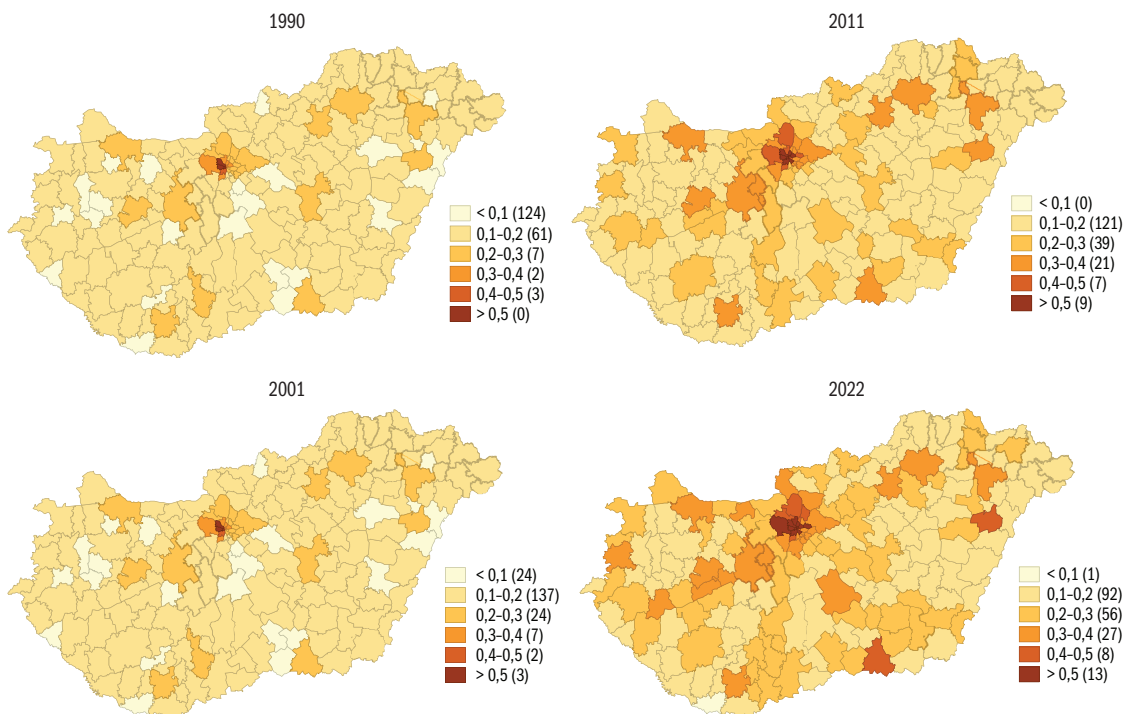 1990
< 0,1 (124)
0,1–0,2 (61)
0,2–0,3 (7)
0,3–0,4 (2)
0,4–0,5 (3)
> 0,5 (0)
2011
< 0,1 (0)
0,1–0,2 (121)
0,2–0,3 (39)
0,3–0,4 (21)
0,4–0,5 (7)
> 0,5 (9)
2001
< 0,1 (24)
0,1–0,2 (137)
0,2–0,3 (24)
0,3–0,4 (7)
0,4–0,5 (2)
> 0,5 (3)
2022
< 0,1 (1)
0,1–0,2 (92)
0,2–0,3 (56)
0,3–0,4 (27)
0,4–0,5 (8)
> 0,5 (13)